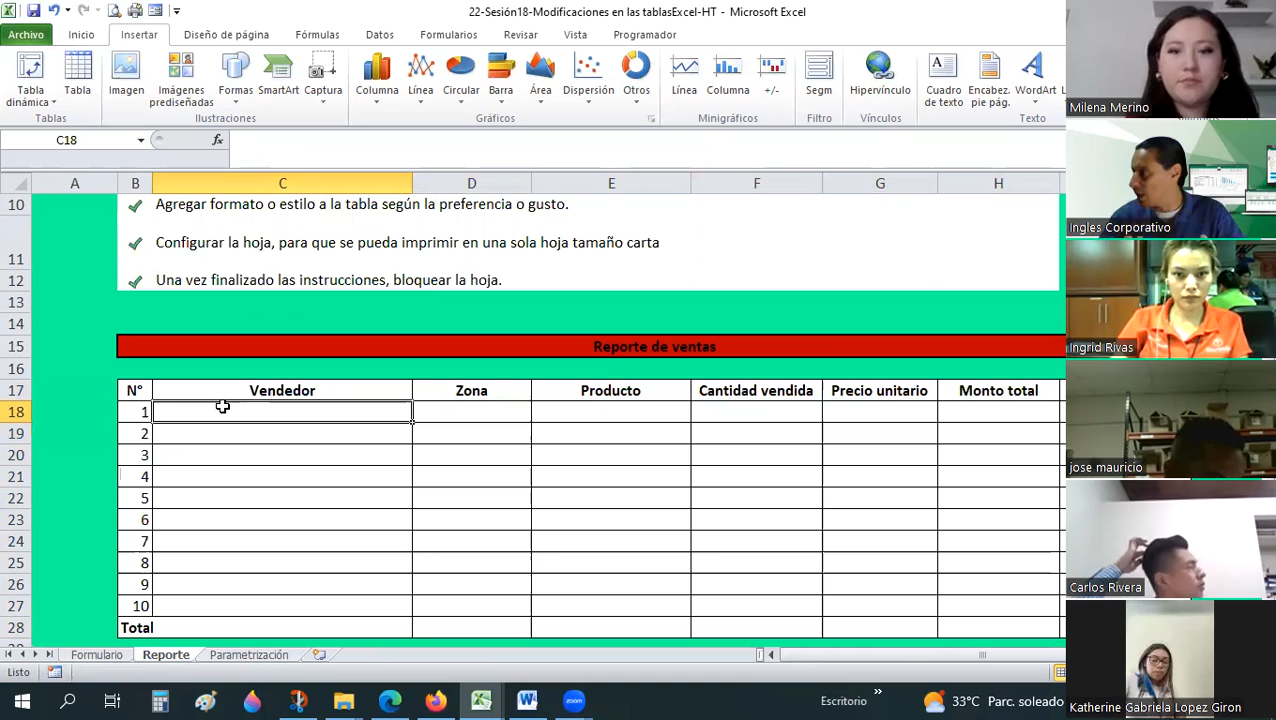 22-Sesión18-Modificaciones en las tablasExcel-HT - Microsoft Excel
Archivo Inicio Insertar Diseño de página Fórmulas Datos Formularios Revisar Vista Programador
Tabla dinámica Tabla Imagen Imágenes prediseñadas Formas SmartArt Captura Columna Línea Circular Barra Área Dispersión Otros Línea Columna +/- Segm Hipervínculo Cuadro de texto Encabez. pie pág. WordArt
Tablas Ilustraciones Gráficos Minigráficos Filtro Vínculos Texto
C18 fx
A B C D E F G H
10 Agregar formato o estilo a la tabla según la preferencia o gusto.
11 Configurar la hoja, para que se pueda imprimir en una sola hoja tamaño carta
12 Una vez finalizado las instrucciones, bloquear la hoja.
13
14
15 Reporte de ventas
16
17 N° Vendedor Zona Producto Cantidad vendida Precio unitario Monto total
18 1
19 2
20 3
21 4
22 5
23 6
24 7
25 8
26 9
27 10
28 Total
Formulario Reporte Parametrización
Listo
Escritorio » 33°C Parc. soleado
Milena Merino
Ingles Corporativo
Ingrid Rivas
jose mauricio
Carlos Rivera
Katherine Gabriela Lopez Giron